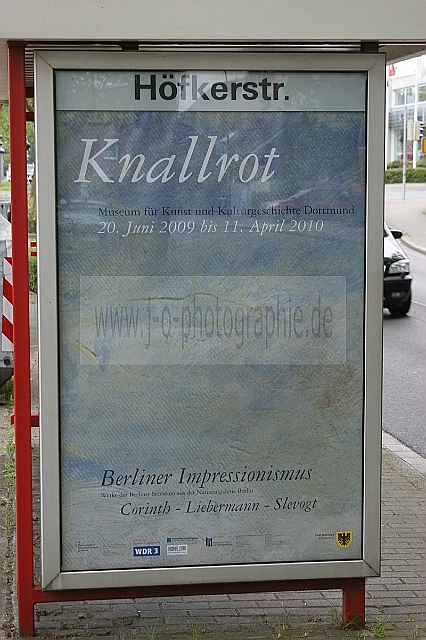 Höfkerstr.
Knallrot
Museum für Kunst und Kulturgeschichte Dortmund
20. Juni 2009 bis 11. April 2010
www.j-o-photographie.de
Berliner Impressionismus
Werke der Berliner Secession aus der Nationalgalerie Berlin
Corinth - Liebermann - Slevogt
WDR 3